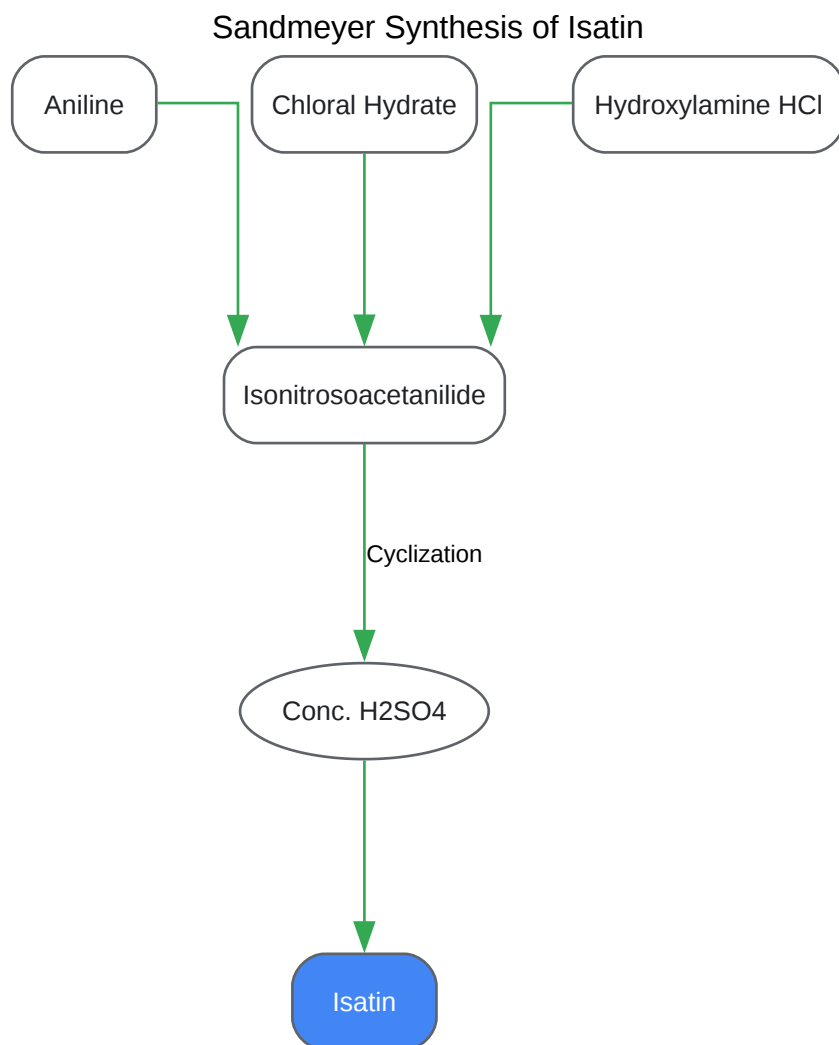 Sandmeyer Synthesis of Isatin
Aniline
Chloral Hydrate
Hydroxylamine HCl
Isonitrosoacetanilide
Cyclization
Conc. H2SO4
Isatin